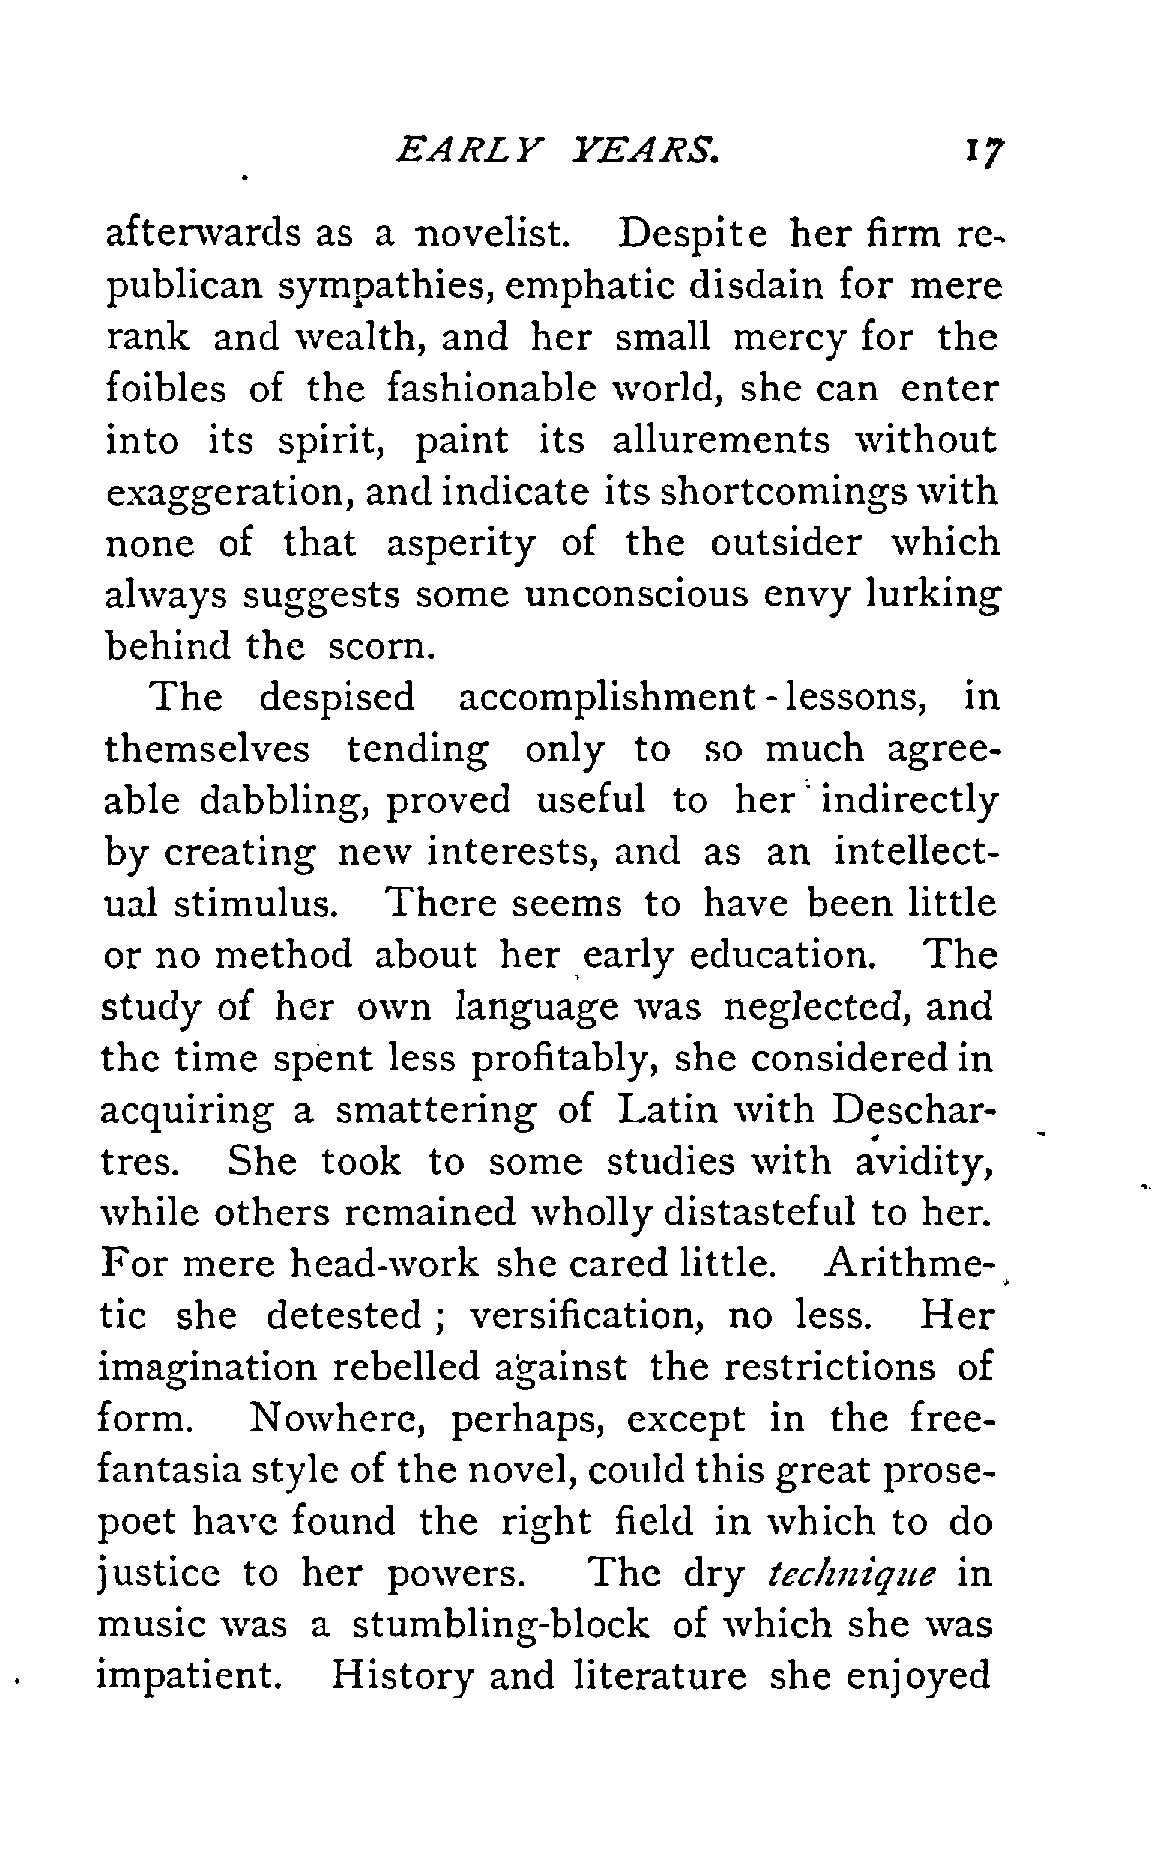 EARLY YEARS. 17
afterwards as a novelist. Despite her firm re-
publican sympathies, emphatic disdain for mere
rank and wealth, and her small mercy for the
foibles of the fashionable world, she can enter
into its spirit, paint its allurements without
exaggeration, and indicate its shortcomings with
none of that asperity of the outsider which
always suggests some unconscious envy lurking
behind the scorn.
The despised accomplishment-lessons, in
themselves tending only to so much agree-
able dabbling, proved useful to her indirectly
by creating new interests, and as an intellect-
ual stimulus. There seems to have been little
or no method about her early education. The
study of her own language was neglected, and
the time spent less profitably, she considered in
acquiring a smattering of Latin with Deschar-
tres. She took to some studies with avidity,
while others remained wholly distasteful to her.
For mere head-work she cared little. Arithme-
tic she detested ; versification, no less. Her
imagination rebelled against the restrictions of
form. Nowhere, perhaps, except in the free-
fantasia style of the novel, could this great prose-
poet have found the right field in which to do
justice to her powers. The dry technique in
music was a stumbling-block of which she was
impatient. History and literature she enjoyed